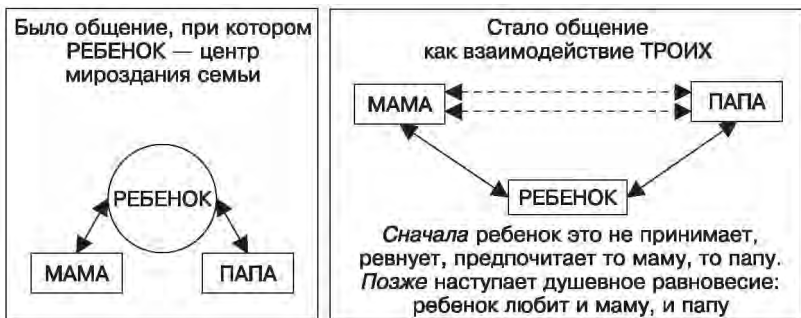 Было общение, при котором
РЕБЕНОК — центр
мироздания семьи
РЕБЕНОК
МАМА
ПАПА
Стало общение
как взаимодействие ТРОИХ
МАМА
ПАПА
РЕБЕНОК
Сначала ребенок это не принимает,
ревнует, предпочитает то маму, то папу.
Позже наступает душевное равновесие:
ребенок любит и маму, и папу